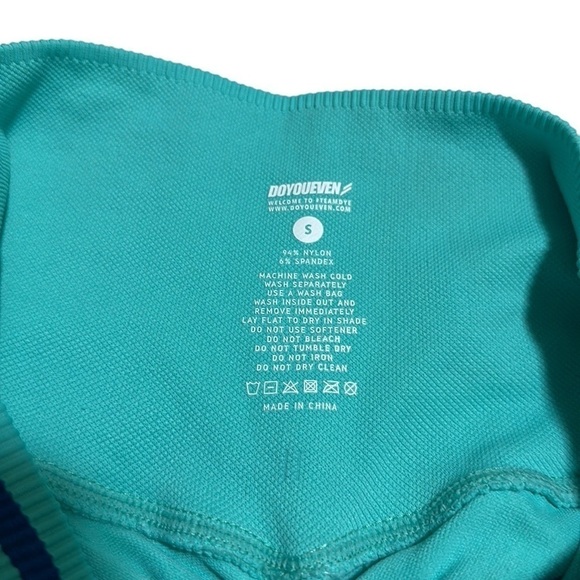 DOYOUEVEN
WELCOME TO #TEAMDYE
WWW.DOYOUEVEN.COM
S
94% NYLON
6% SPANDEX
MACHINE WASH COLD
WASH SEPARATELY
USE A WASH BAG
WASH INSIDE OUT AND
REMOVE IMMEDIATELY
LAY FLAT TO DRY IN SHADE
DO NOT USE SOFTENER
DO NOT BLEACH
DO NOT TUMBLE DRY
DO NOT IRON
DO NOT DRY CLEAN
MADE IN CHINA